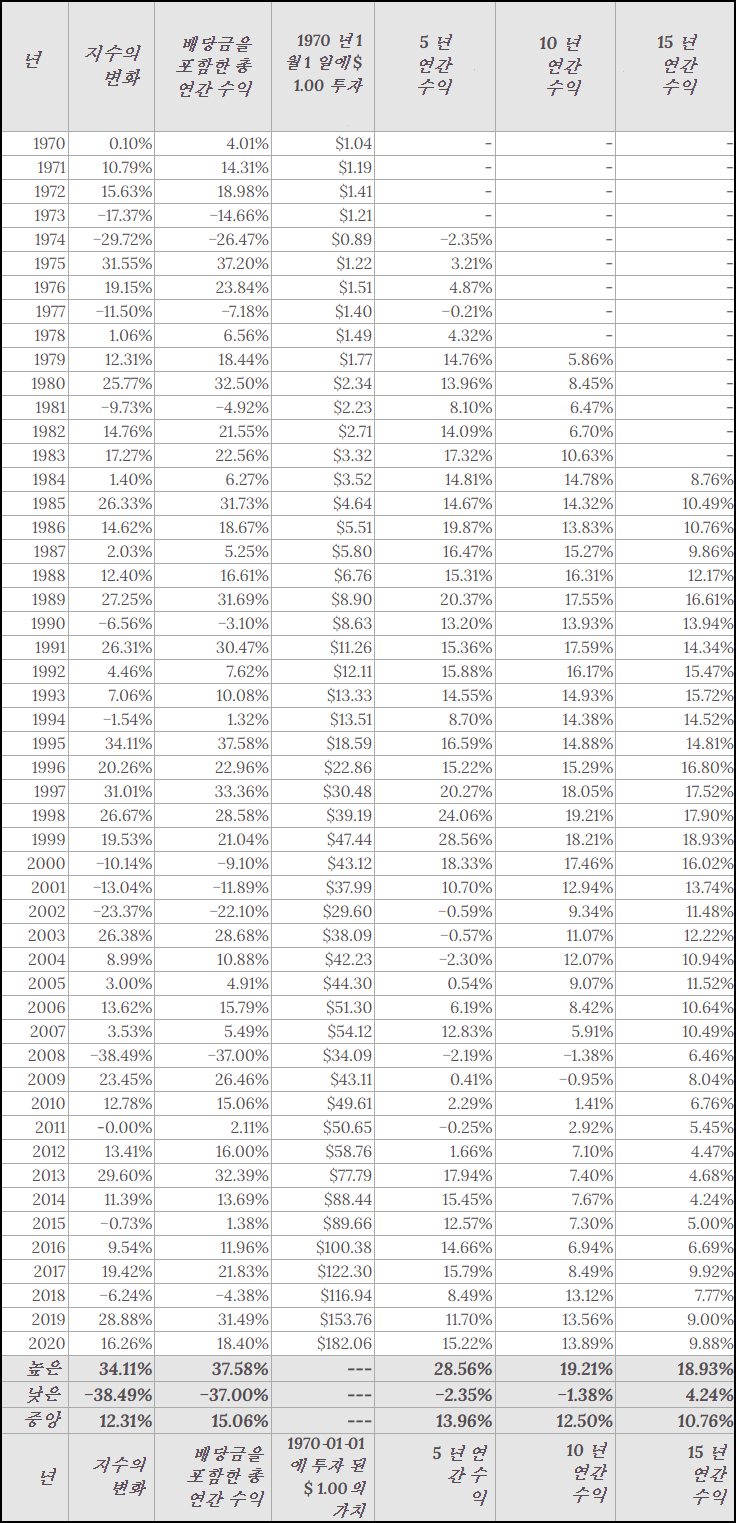 년 지수의 변화 배당금을 포함한 총 연간 수익 1970 년 1 월 1 일에 $ 1.00 투자 5 년 연간 수익 10 년 연간 수익 15 년 연간 수익
1970 0.10% 4.01% $1.04 - - -
1971 10.79% 14.31% $1.19 - - -
1972 15.63% 18.98% $1.41 - - -
1973 −17.37% −14.66% $1.21 - - -
1974 −29.72% −26.47% $0.89 −2.35% - -
1975 31.55% 37.20% $1.22 3.21% - -
1976 19.15% 23.84% $1.51 4.87% - -
1977 −11.50% −7.18% $1.40 −0.21% - -
1978 1.06% 6.56% $1.49 4.32% - -
1979 12.31% 18.44% $1.77 14.76% 5.86% -
1980 25.77% 32.50% $2.34 13.96% 8.45% -
1981 −9.73% −4.92% $2.23 8.10% 6.47% -
1982 14.76% 21.55% $2.71 14.09% 6.70% -
1983 17.27% 22.56% $3.32 17.32% 10.63% -
1984 1.40% 6.27% $3.52 14.81% 14.78% 8.76%
1985 26.33% 31.73% $4.64 14.67% 14.32% 10.49%
1986 14.62% 18.67% $5.51 19.87% 13.83% 10.76%
1987 2.03% 5.25% $5.80 16.47% 15.27% 9.86%
1988 12.40% 16.61% $6.76 15.31% 16.31% 12.17%
1989 27.25% 31.69% $8.90 20.37% 17.55% 16.61%
1990 −6.56% −3.10% $8.63 13.20% 13.93% 13.94%
1991 26.31% 30.47% $11.26 15.36% 17.59% 14.34%
1992 4.46% 7.62% $12.11 15.88% 16.17% 15.47%
1993 7.06% 10.08% $13.33 14.55% 14.93% 15.72%
1994 −1.54% 1.32% $13.51 8.70% 14.38% 14.52%
1995 34.11% 37.58% $18.59 16.59% 14.88% 14.81%
1996 20.26% 22.96% $22.86 15.22% 15.29% 16.80%
1997 31.01% 33.36% $30.48 20.27% 18.05% 17.52%
1998 26.67% 28.58% $39.19 24.06% 19.21% 17.90%
1999 19.53% 21.04% $47.44 28.56% 18.21% 18.93%
2000 −10.14% −9.10% $43.12 18.33% 17.46% 16.02%
2001 −13.04% −11.89% $37.99 10.70% 12.94% 13.74%
2002 −23.37% −22.10% $29.60 −0.59% 9.34% 11.48%
2003 26.38% 28.68% $38.09 −0.57% 11.07% 12.22%
2004 8.99% 10.88% $42.23 −2.30% 12.07% 10.94%
2005 3.00% 4.91% $44.30 0.54% 9.07% 11.52%
2006 13.62% 15.79% $51.30 6.19% 8.42% 10.64%
2007 3.53% 5.49% $54.12 12.83% 5.91% 10.49%
2008 −38.49% −37.00% $34.09 −2.19% −1.38% 6.46%
2009 23.45% 26.46% $43.11 0.41% −0.95% 8.04%
2010 12.78% 15.06% $49.61 2.29% 1.41% 6.76%
2011 -0.00% 2.11% $50.65 −0.25% 2.92% 5.45%
2012 13.41% 16.00% $58.76 1.66% 7.10% 4.47%
2013 29.60% 32.39% $77.79 17.94% 7.40% 4.68%
2014 11.39% 13.69% $88.44 15.45% 7.67% 4.24%
2015 −0.73% 1.38% $89.66 12.57% 7.30% 5.00%
2016 9.54% 11.96% $100.38 14.66% 6.94% 6.69%
2017 19.42% 21.83% $122.30 15.79% 8.49% 9.92%
2018 −6.24% −4.38% $116.94 8.49% 13.12% 7.77%
2019 28.88% 31.49% $153.76 11.70% 13.56% 9.00%
2020 16.26% 18.40% $182.06 15.22% 13.89% 9.88%
높은 34.11% 37.58% --- 28.56% 19.21% 18.93%
낮은 −38.49% −37.00% --- −2.35% −1.38% 4.24%
중앙 12.31% 15.06% --- 13.96% 12.50% 10.76%
년 지수의 변화 배당금을 포함한 총 연간 수익 1970-01-01 에 투자 된 $ 1.00 의 가치 5 년 연간 수익 10 년 연간 수익 15 년 연간 수익